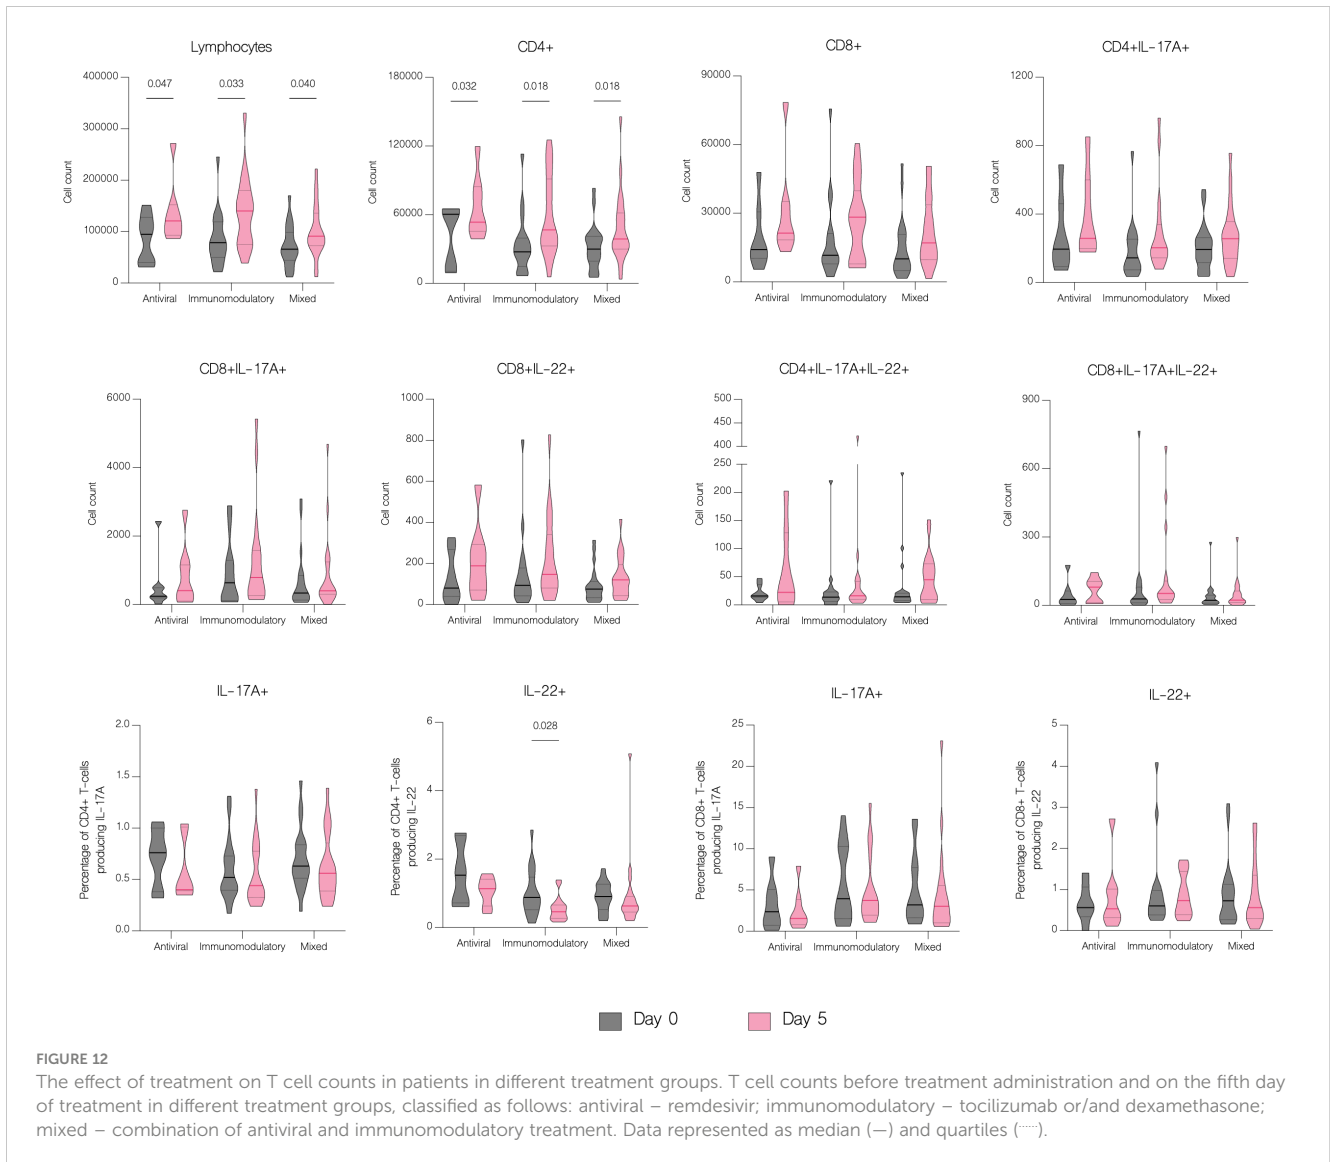 Lymphocytes
CD4+
CD8+
CD4+IL-17A+
400000
300000
200000
100000
0
Cell count
0.047
0.033
0.040
Antiviral
Immunomodulatory
Mixed
180000
120000
60000
0
Cell count
0.032
0.018
0.018
Antiviral
Immunomodulatory
Mixed
90000
60000
30000
0
Cell count
Antiviral
Immunomodulatory
Mixed
1200
800
400
0
Cell count
Antiviral
Immunomodulatory
Mixed
CD8+IL-17A+
CD8+IL-22+
CD4+IL-17A+IL-22+
CD8+IL-17A+IL-22+
6000
4000
2000
0
Cell count
Antiviral
Immunomodulatory
Mixed
1000
800
600
400
200
0
Cell count
Antiviral
Immunomodulatory
Mixed
500
450
400
250
200
150
100
50
0
Cell count
Antiviral
Immunomodulatory
Mixed
900
600
300
0
Cell count
Antiviral
Immunomodulatory
Mixed
IL-17A+
IL-22+
IL-17A+
IL-22+
2.0
1.5
1.0
0.5
0.0
Percentage of CD4+ T-cells
producing IL-17A
Antiviral
Immunomodulatory
Mixed
6
4
2
0
Percentage of CD4+ T-cells
producing IL-22
0.028
Antiviral
Immunomodulatory
Mixed
25
20
15
10
5
0
Percentage of CD8+ T-cells
producing IL-17A
Antiviral
Immunomodulatory
Mixed
5
4
3
2
1
0
Percentage of CD8+ T-cells
producing IL-22
Antiviral
Immunomodulatory
Mixed
Day 0
Day 5
FIGURE 12
The effect of treatment on T cell counts in patients in different treatment groups. T cell counts before treatment administration and on the fifth day
of treatment in different treatment groups, classified as follows: antiviral – remdesivir; immunomodulatory – tocilizumab or/and dexamethasone;
mixed – combination of antiviral and immunomodulatory treatment. Data represented as median (—) and quartiles (······).